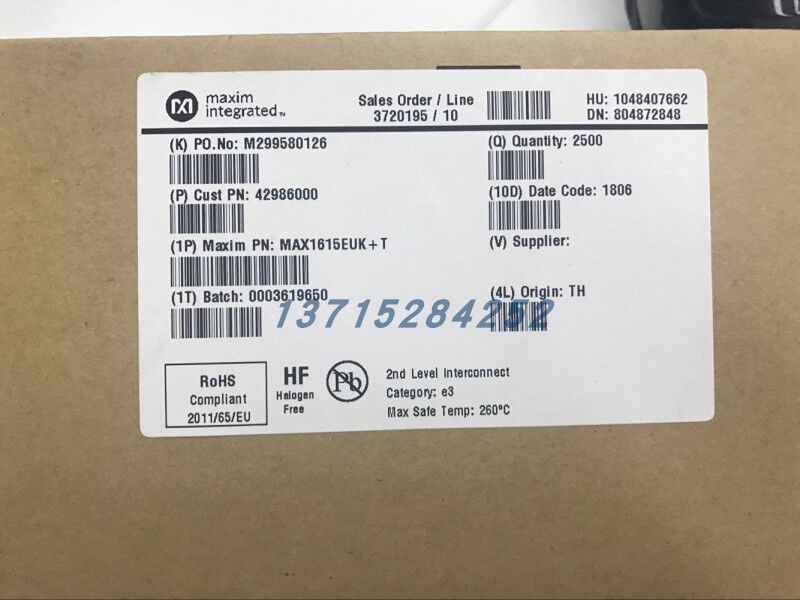 maxim
integrated™
Sales Order / Line
3720195 / 10
HU: 1048407662
DN: 804872848
(K) PO.No: M299580126
(Q) Quantity: 2500
(P) Cust PN: 42986000
(10D) Date Code: 1806
(1P) Maxim PN: MAX1615EUK+T
(V) Supplier:
(1T) Batch: 0003619650
(4L) Origin: TH
13715284252
RoHS
Compliant
2011/65/EU
HF
Halogen
Free
Pb
2nd Level Interconnect
Category: e3
Max Safe Temp: 260ºC